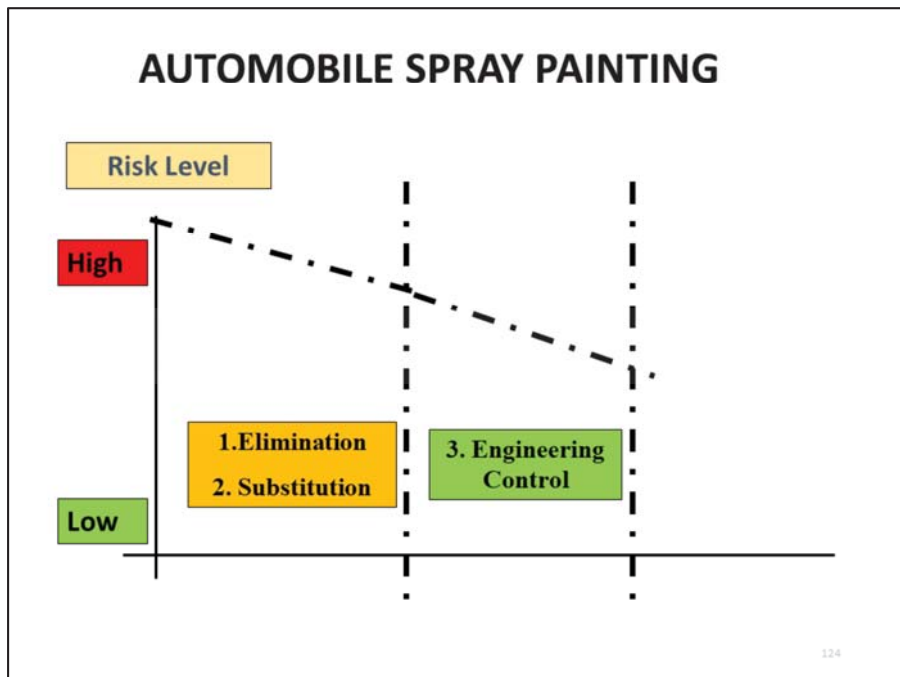 AUTOMOBILE SPRAY PAINTING
Risk Level
High
1.Elimination
2. Substitution
3. Engineering
Control
Low
124